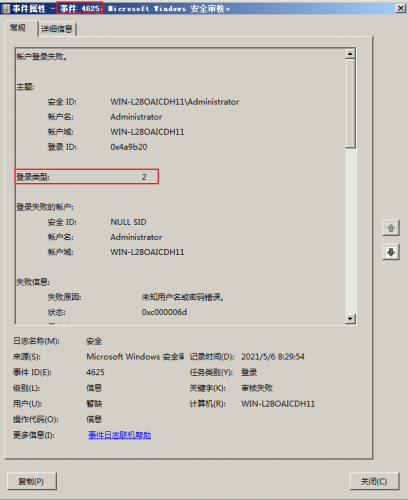 事件属性 - 事件 4625, Microsoft Windows 安全审核。
常规 详细信息
帐户登录失败。
主题:
安全 ID: WIN-L28OAICDH11\Administrator
帐户名: Administrator
帐户域: WIN-L28OAICDH11
登录 ID: 0x4a9b20
登录类型: 2
登录失败的帐户:
安全 ID: NULL SID
帐户名: Administrator
帐户域: WIN-L28OAICDH11
失败信息:
失败原因: 未知用户名或密码错误。
状态: 0xc000006d
日志名称(M): 安全
来源(S): Microsoft Windows 安全审 记录时间(D): 2021/5/6 8:29:54
事件 ID(E): 4625 任务类别(Y): 登录
级别(L): 信息 关键字(K): 审核失败
用户(U): 暂缺 计算机(R): WIN-L28OAICDH11
操作代码(O): 信息
更多信息(I): 事件日志联机帮助
复制(P) 关闭(C)